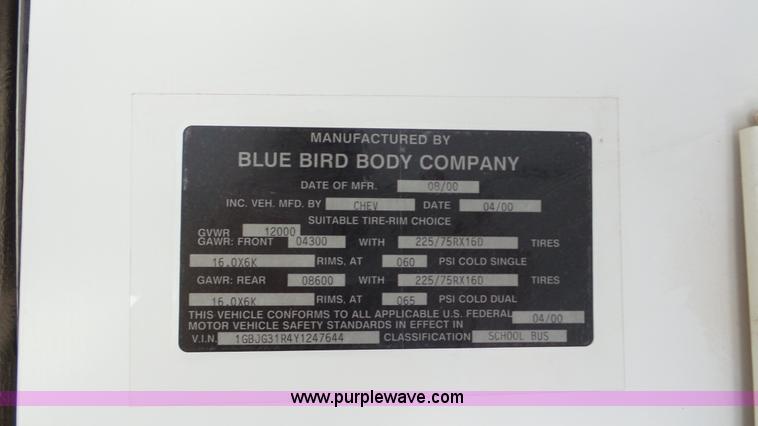 MANUFACTURED BY
BLUE BIRD BODY COMPANY
DATE OF MFR. 08/00
INC. VEH. MFD. BY CHEV DATE 04/00
SUITABLE TIRE-RIM CHOICE
GVWR 12000
GAWR: FRONT 04300 WITH 225/75RX16D TIRES
16.0X6K RIMS, AT 060 PSI COLD SINGLE
GAWR: REAR 08600 WITH 225/75RX16D TIRES
16.0X6K RIMS, AT 065 PSI COLD DUAL
THIS VEHICLE CONFORMS TO ALL APPLICABLE U.S. FEDERAL
MOTOR VEHICLE SAFETY STANDARDS IN EFFECT IN 04/00
V.I.N. 1GBJG31R4Y1247644 CLASSIFICATION SCHOOL BUS
www.purplewave.com